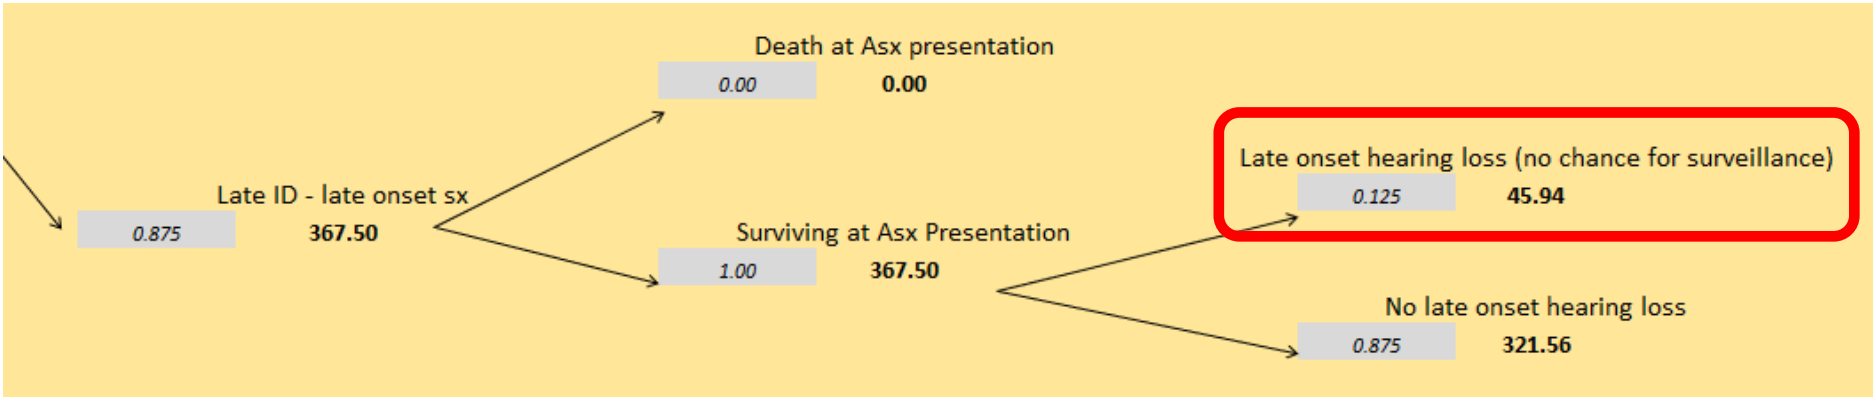 Death at Asx presentation
0.00 0.00
Late onset hearing loss (no chance for surveillance)
0.125 45.94
Late ID - late onset sx
0.875 367.50
Surviving at Asx Presentation
1.00 367.50
No late onset hearing loss
0.875 321.56